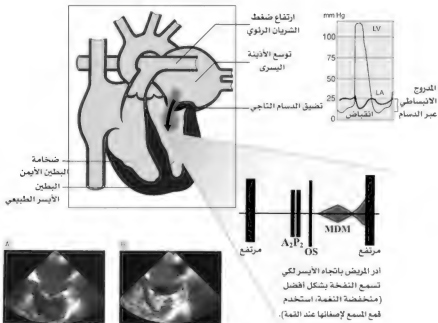 ارتفاع ضغط
الشريان الرئوي
توسع الأذينة
اليسرى
تضيق الدسام التاجي
ضخامة
البطين الأيمن
البطين
الأيسر الطبيعي
mm Hg
100
75
50
25
0
LV
LA
انقباض
المدروج
الانبساطي
عبر الدسام
A₂P₂
OS
MDM
مرتفع
مرتفع
أدر المريض باتجاه الأيسر لكي
تسمع النفخة بشكل أفضل
(منخفضة النغمة، استخدم
قمع المسمع لإصغائها عند القمة).
A